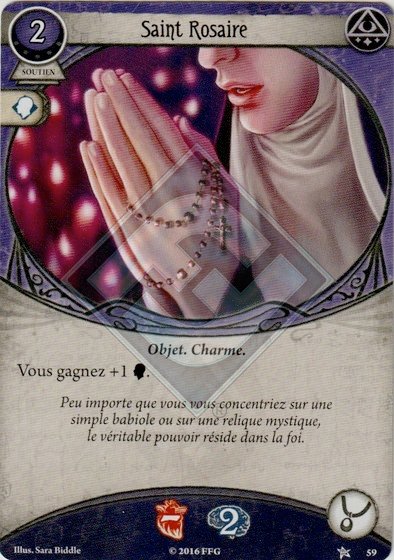 2
Saint Rosaire
SOUTIEN
Objet. Charme.
Vous gagnez +1
Peu importe que vous vous concentriez sur une
simple babiole ou sur une relique mystique,
le véritable pouvoir réside dans la foi.
2
Illus. Sara Biddle
© 2016 FFG
59